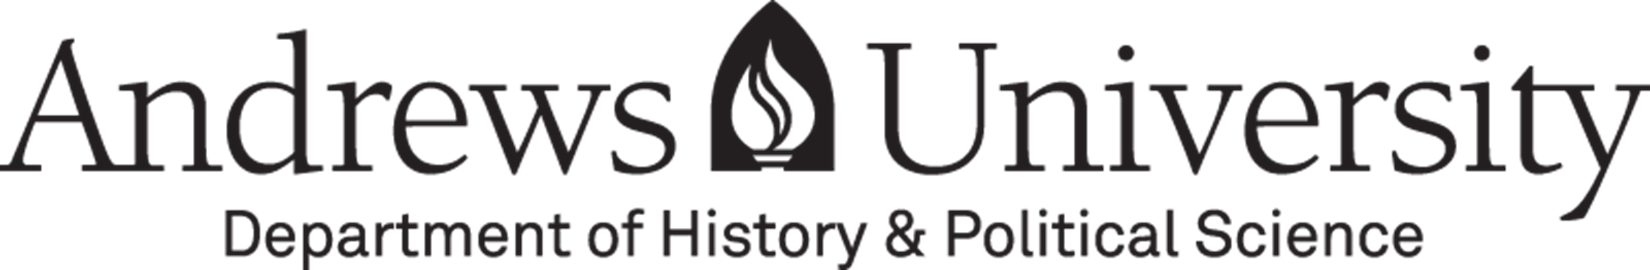 Andrews University
Department of History & Political Science